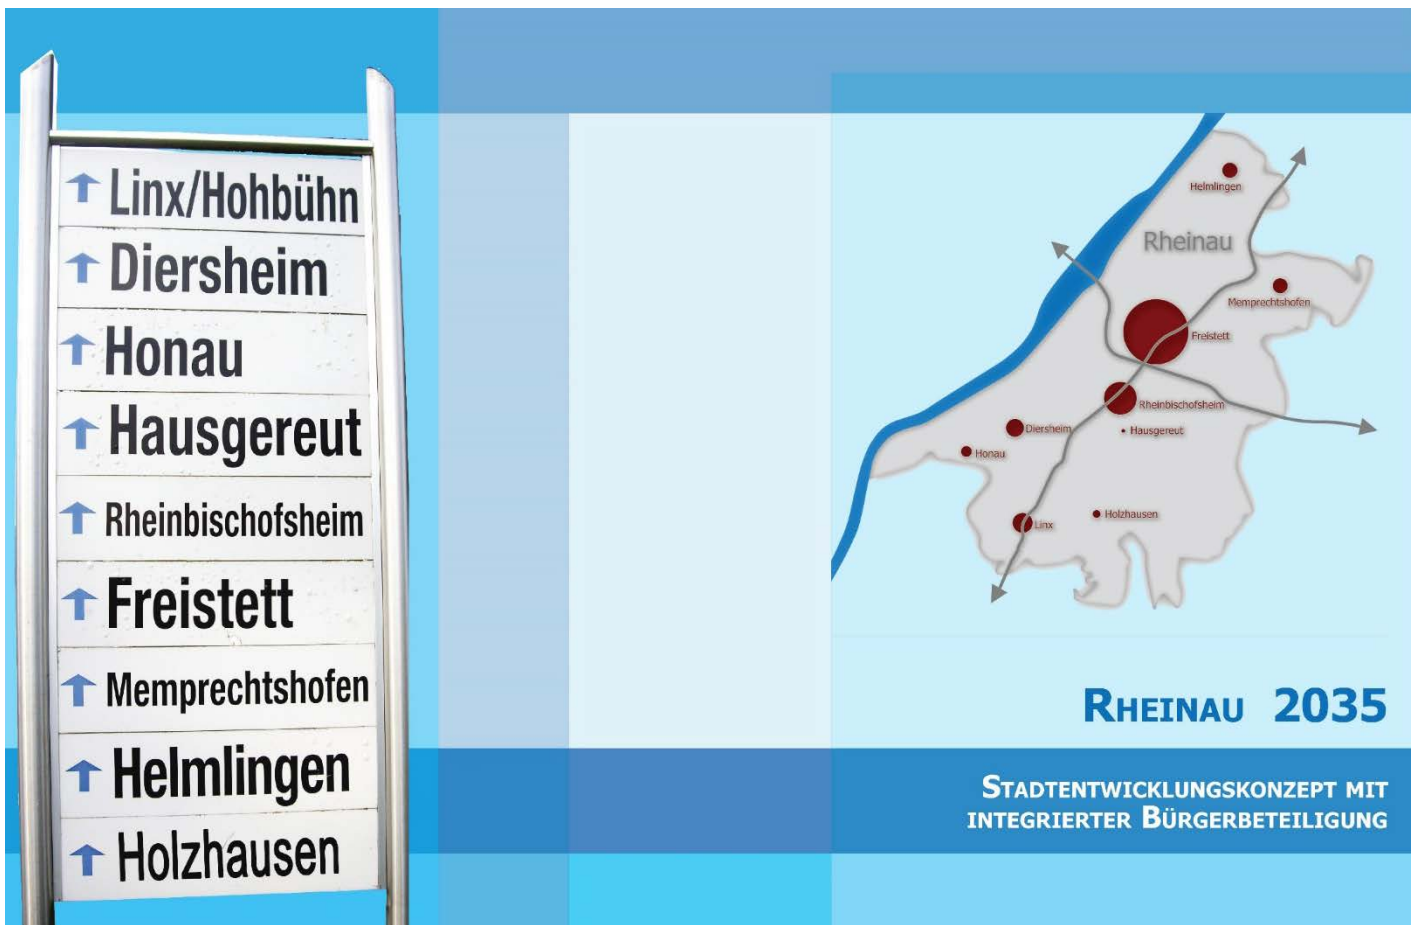 Linx/Hohbühn
Diersheim
Honau
Hausgereut
Rheinbischofsheim
Freistett
Memprechtshofen
Helmlingen
Holzhausen
Helmlingen
Rheinau
Memprechtshofen
Freistett
Rheinbischofsheim
Diersheim
Hausgereut
Honau
Holzhausen
Linx
RHEINAU 2035
STADTENTWICKLUNGSKONZEPT MIT
INTEGRIERTER BÜRGERBETEILIGUNG